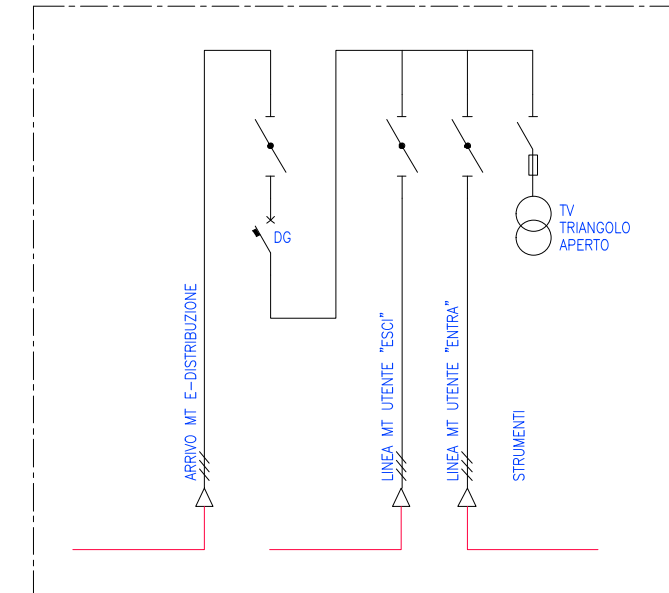 TV
TRIANGOLO
APERTO
DG
ARRIVO MT E-DISTRIBUZIONE
LINEA MT UTENTE "ESCI"
LINEA MT UTENTE "ENTRA"
STRUMENTI